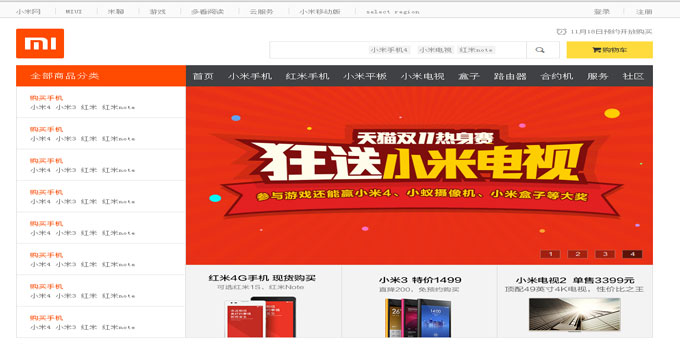 小米网 MIUI 米聊 游戏 多看阅读 云服务 小米移动版 select region 登录 注册
11月18日预约开放购买
mi
小米手机4 小米电视 红米note 购物车
全部商品分类 首页 小米手机 红米手机 小米平板 小米电视 盒子 路由器 合约机 服务 社区
购买手机
小米4 小米3 红米 红米note
购买手机
小米4 小米3 红米 红米note
购买手机
小米4 小米3 红米 红米note
购买手机
小米4 小米3 红米 红米note
购买手机
小米4 小米3 红米 红米note
购买手机
小米4 小米3 红米 红米note
购买手机
小米4 小米3 红米 红米note
购买手机
小米4 小米3 红米 红米note
天猫双11热身赛
狂送小米电视
参与游戏还能赢小米4、小蚁摄像机、小米盒子等大奖
1 2 3 4
红米4G手机 现货购买
可选红米1S、红米Note
小米3 特价1499
直降200，免预约购买
小米电视2 单售3399元
顶配49英寸4K电视，性价比之王